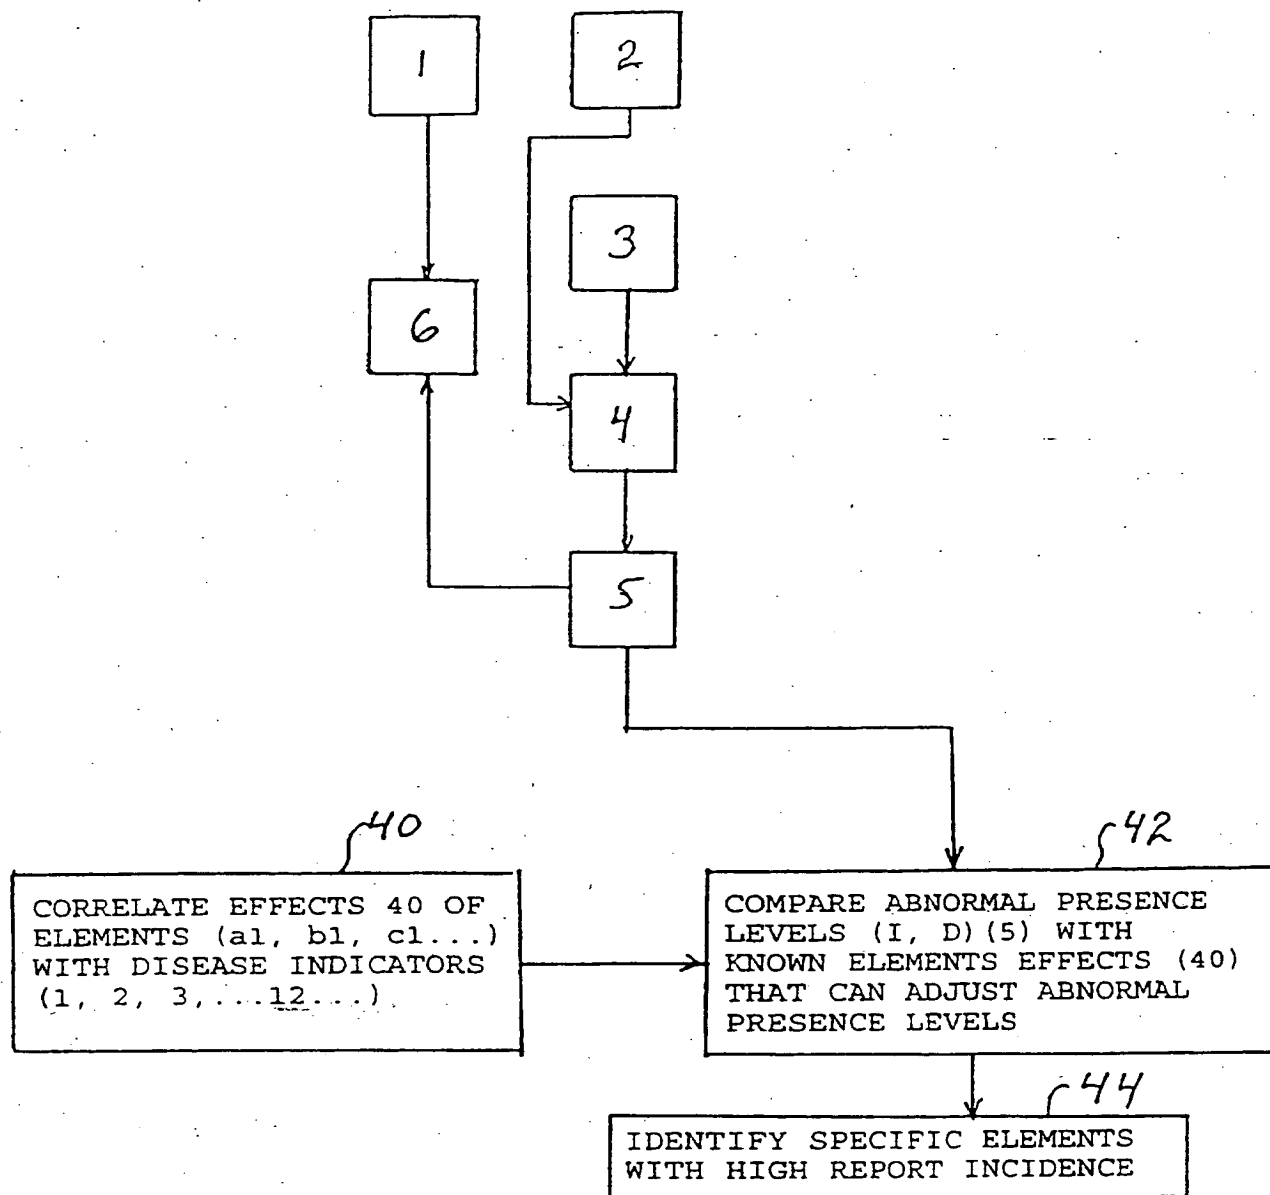 1
2
3
6
4
5
40
42
CORRELATE EFFECTS 40 OF
ELEMENTS (a1, b1, c1...)
WITH DISEASE INDICATORS
(1, 2, 3,...12...)
COMPARE ABNORMAL PRESENCE
LEVELS (I, D)(5) WITH
KNOWN ELEMENTS EFFECTS (40)
THAT CAN ADJUST ABNORMAL
PRESENCE LEVELS
44
IDENTIFY SPECIFIC ELEMENTS
WITH HIGH REPORT INCIDENCE